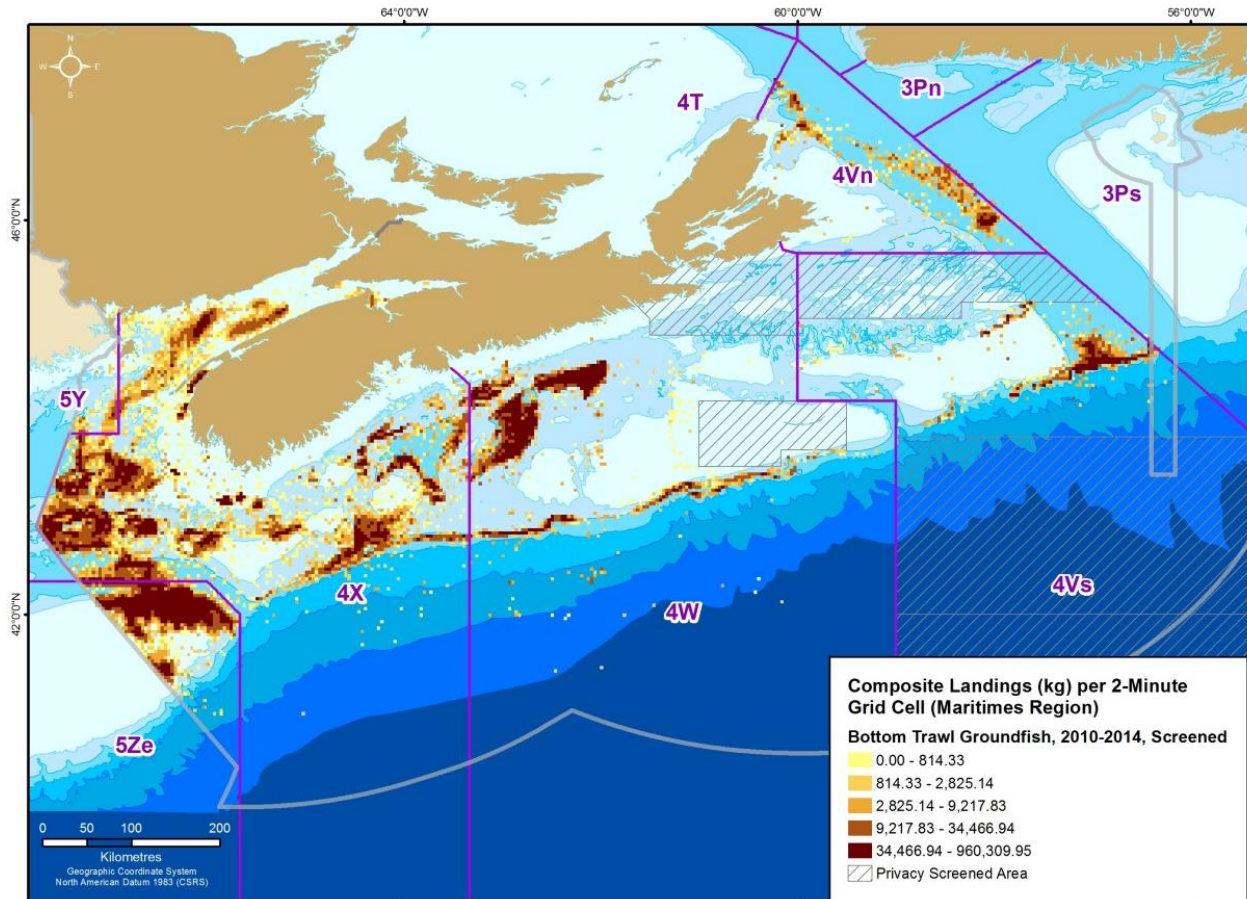 64°0'0"W
60°0'0"W
56°0'0"W
N
W
E
S
3Pn
4T
4Vn
3Ps
46°0'0"N
5Y
42°0'0"N
4X
4W
4Vs
5Ze
Composite Landings (kg) per 2-Minute
Grid Cell (Maritimes Region)
Bottom Trawl Groundfish, 2010-2014, Screened
0.00 - 814.33
814.33 - 2,825.14
2,825.14 - 9,217.83
9,217.83 - 34,466.94
34,466.94 - 960,309.95
Privacy Screened Area
0 50 100 200
Kilometres
Geographic Coordinate System
North American Datum 1983 (CSRS)